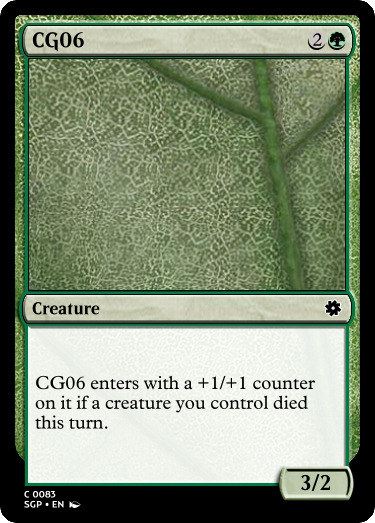 CG06 2
Creature
CG06 enters with a +1/+1 counter
on it if a creature you control died
this turn.
3/2
C 0083
SGP • EN